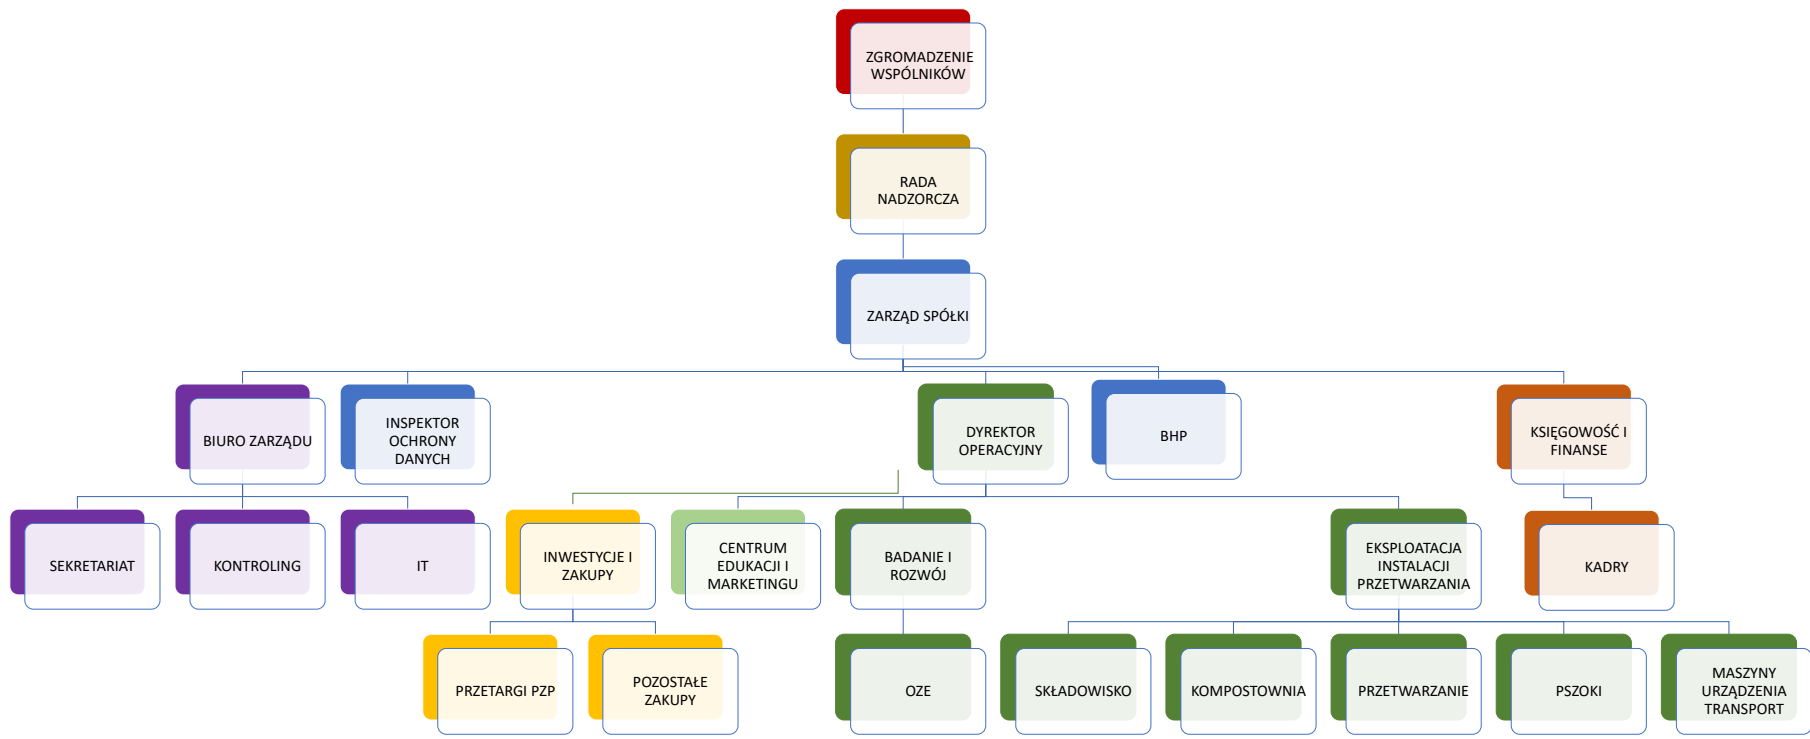 ZGROMADZENIE
WSPÓLNIKÓW
RADA
NADZORCZA
ZARZĄD SPÓŁKI
BIURO ZARZĄDU
INSPEKTOR
OCHRONY
DANYCH
DYREKTOR
OPERACYJNY
BHP
KSIĘGOWOŚĆ I
FINANSE
SEKRETARIAT
KONTROLING
IT
INWESTYCJE I
ZAKUPY
CENTRUM
EDUKACJI I
MARKETINGU
BADANIE I
ROZWÓJ
EKSPLOATACJA
INSTALACJI
PRZETWARZANIA
KADRY
PRZETARGI PZP
POZOSTAŁE
ZAKUPY
OZE
SKŁADOWISKO
KOMPOSTOWNIA
PRZETWARZANIE
PSZOKI
MASZYNY
URZĄDZENIA
TRANSPORT